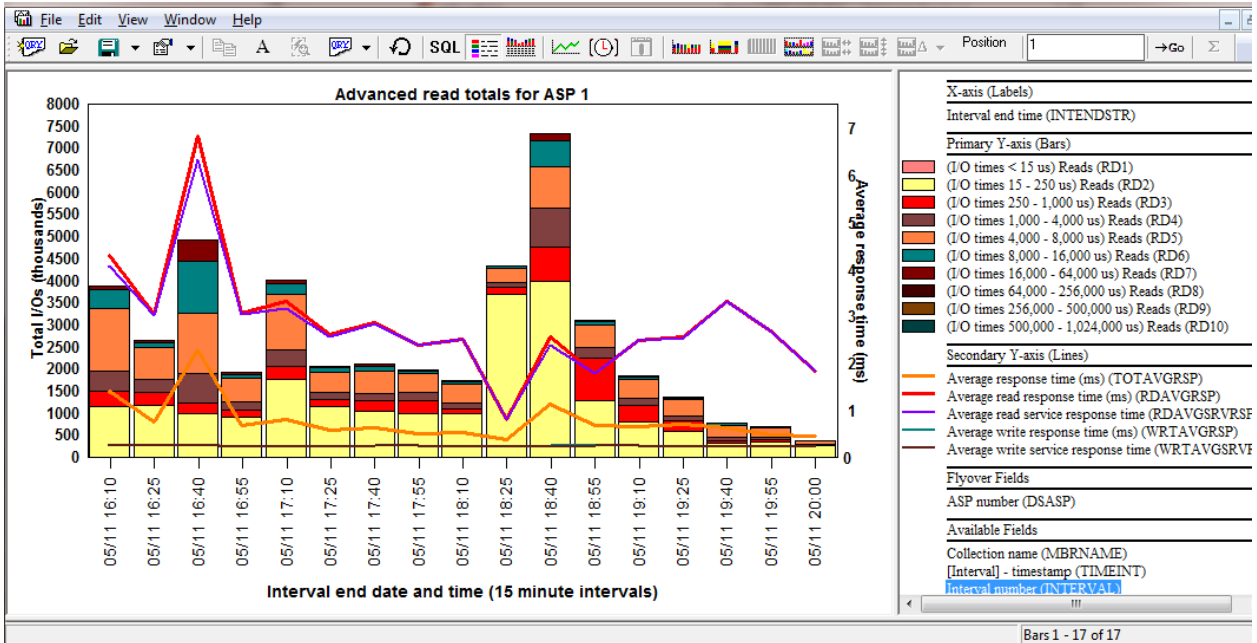 File Edit View Window Help
QRY A QRY SQL Position 1 →Go Σ
Advanced read totals for ASP 1
Total I/Os (thousands)
8000
7500
7000
6500
6000
5500
5000
4500
4000
3500
3000
2500
2000
1500
1000
500
0
7
6
5
4
3
2
1
0
Average response time (ms)
05/11 16:10
05/11 16:25
05/11 16:40
05/11 16:55
05/11 17:10
05/11 17:25
05/11 17:40
05/11 17:55
05/11 18:10
05/11 18:25
05/11 18:40
05/11 18:55
05/11 19:10
05/11 19:25
05/11 19:40
05/11 19:55
05/11 20:00
Interval end date and time (15 minute intervals)
X-axis (Labels)
Interval end time (INTENDSTR)
Primary Y-axis (Bars)
(I/O times < 15 us) Reads (RD1)
(I/O times 15 - 250 us) Reads (RD2)
(I/O times 250 - 1,000 us) Reads (RD3)
(I/O times 1,000 - 4,000 us) Reads (RD4)
(I/O times 4,000 - 8,000 us) Reads (RD5)
(I/O times 8,000 - 16,000 us) Reads (RD6)
(I/O times 16,000 - 64,000 us) Reads (RD7)
(I/O times 64,000 - 256,000 us) Reads (RD8)
(I/O times 256,000 - 500,000 us) Reads (RD9)
(I/O times 500,000 - 1,024,000 us) Reads (RD10)
Secondary Y-axis (Lines)
Average response time (ms) (TOTAVGRSP)
Average read response time (ms) (RDAVGRSP)
Average read service response time (RDAVGSRVRSP
Average write response time (ms) (WRTAVGRSP)
Average write service response time (WRTAVGSRVR
Flyover Fields
ASP number (DSASP)
Available Fields
Collection name (MBRNAME)
[Interval] - timestamp (TIMEINT)
Interval number (INTERVAL)
Bars 1 - 17 of 17